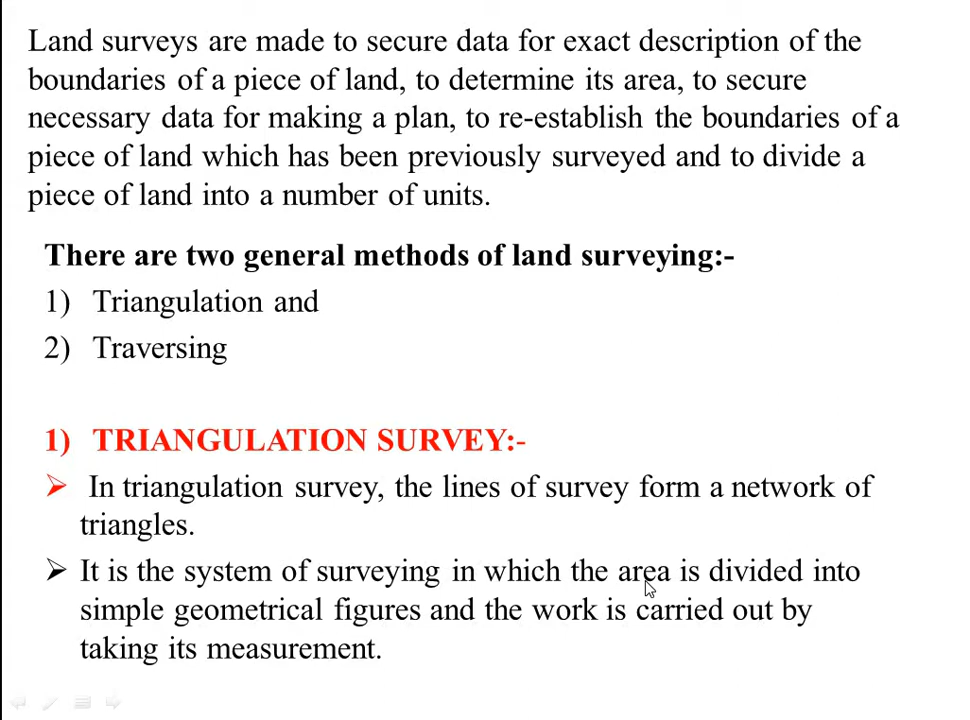 Land surveys are made to secure data for exact description of the
boundaries of a piece of land, to determine its area, to secure
necessary data for making a plan, to re-establish the boundaries of a
piece of land which has been previously surveyed and to divide a
piece of land into a number of units.
There are two general methods of land surveying:-
1) Triangulation and
2) Traversing
1) TRIANGULATION SURVEY:-
➢ In triangulation survey, the lines of survey form a network of
triangles.
➢ It is the system of surveying in which the area is divided into
simple geometrical figures and the work is carried out by
taking its measurement.